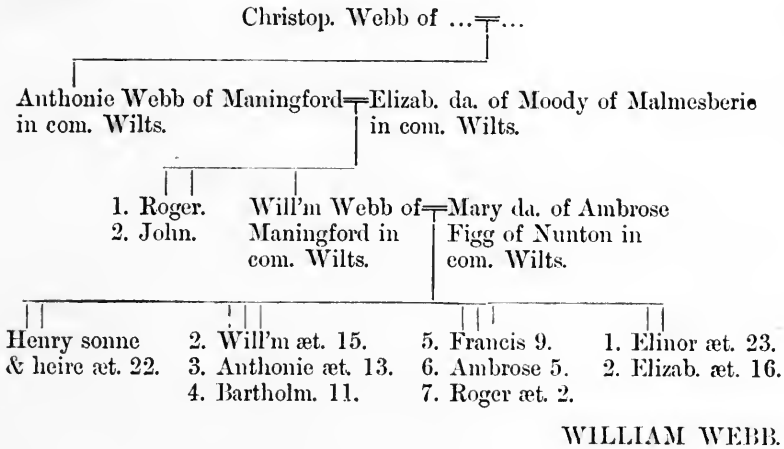 Christop. Webb of ... ...
Anthonie Webb of Maningford Elizab. da. of Moody of Malmesberie
in com. Wilts. in com. Wilts.
1. Roger. Will'm Webb of Mary da. of Ambrose
2. John. Maningford in Figg of Nunton in
com. Wilts. com. Wilts.
Henry sonne 2. Will'm æt. 15. 5. Francis 9. 1. Elinor æt. 23.
& heire æt. 22. 3. Anthonie æt. 13. 6. Ambrose 5. 2. Elizab. æt. 16.
4. Bartholm. 11. 7. Roger æt. 2.
WILLIAM WEBB.